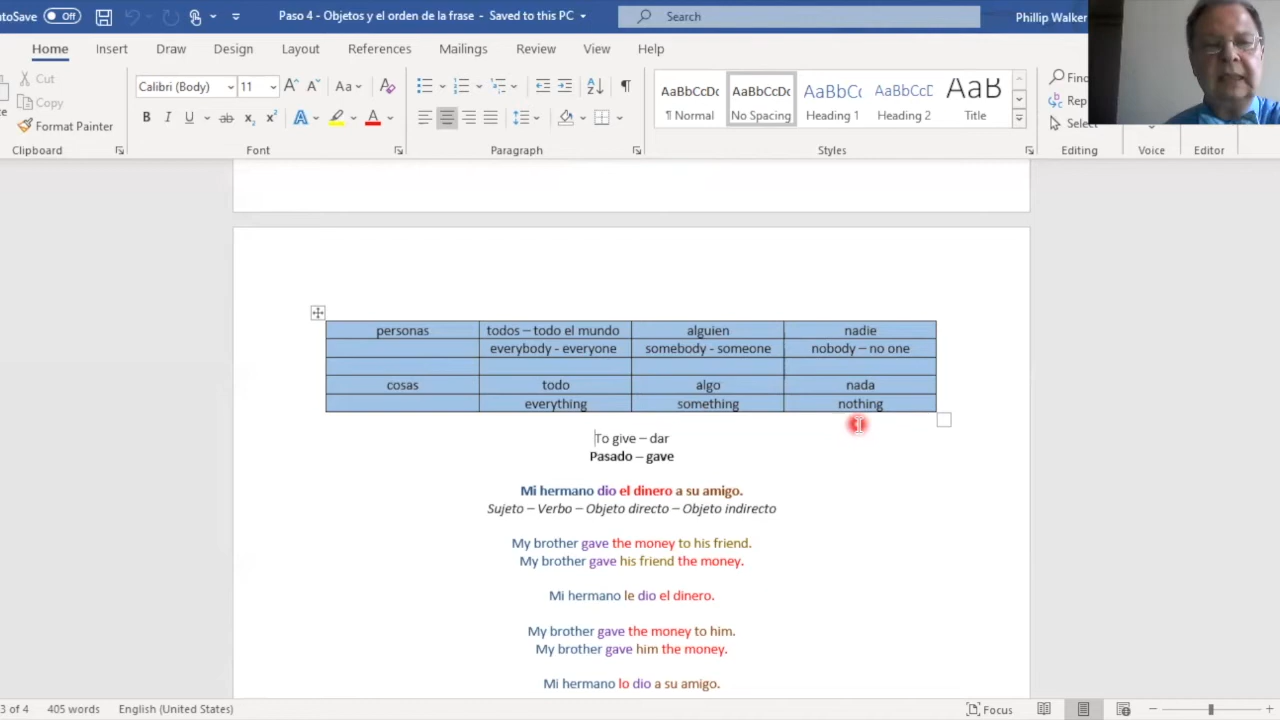 AutoSave Off Paso 4 - Objetos y el orden de la frase - Saved to this PC Search Phillip Walker
Home Insert Draw Design Layout References Mailings Review View Help
Cut
Copy
Format Painter
Clipboard
Calibri (Body) 11 Aa
B I U ab x₂ x² A A
Font
Paragraph
AaBbCcDc AaBbCcDc AaBbCc AaBbCcD AaB
¶ Normal No Spacing Heading 1 Heading 2 Title
Styles
Select
Editing Voice Editor
personas todos – todo el mundo alguien nadie
everybody - everyone somebody - someone nobody – no one
cosas todo algo nada
everything something nothing
To give – dar
Pasado – gave
Mi hermano dio el dinero a su amigo.
Sujeto – Verbo – Objeto directo – Objeto indirecto
My brother gave the money to his friend.
My brother gave his friend the money.
Mi hermano le dio el dinero.
My brother gave the money to him.
My brother gave him the money.
Mi hermano lo dio a su amigo.
3 of 4 405 words English (United States) Focus